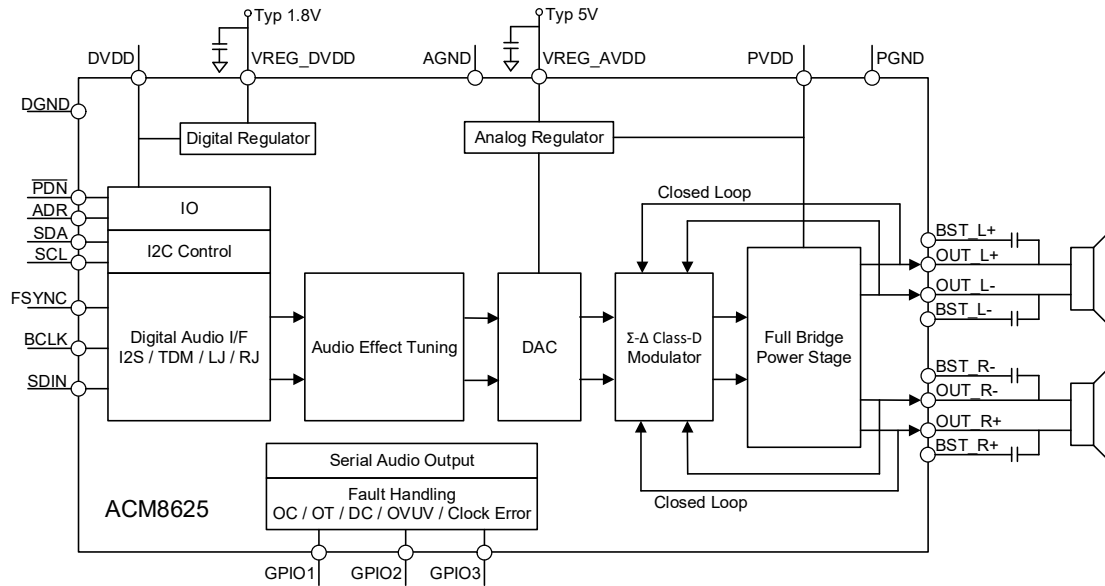 Typ 1.8V
Typ 5V
DVDD
VREG_DVDD
AGND
VREG_AVDD
PVDD
PGND
DGND
Digital Regulator
Analog Regulator
PDN
ADR
SDA
SCL
FSYNC
BCLK
SDIN
IO
I2C Control
Digital Audio I/F
I2S / TDM / LJ / RJ
Audio Effect Tuning
DAC
Σ-Δ Class-D
Modulator
Full Bridge
Power Stage
Closed Loop
Closed Loop
BST_L+
OUT_L+
OUT_L-
BST_L-
BST_R-
OUT_R-
OUT_R+
BST_R+
Serial Audio Output
Fault Handling
OC / OT / DC / OVUV / Clock Error
ACM8625
GPIO1
GPIO2
GPIO3